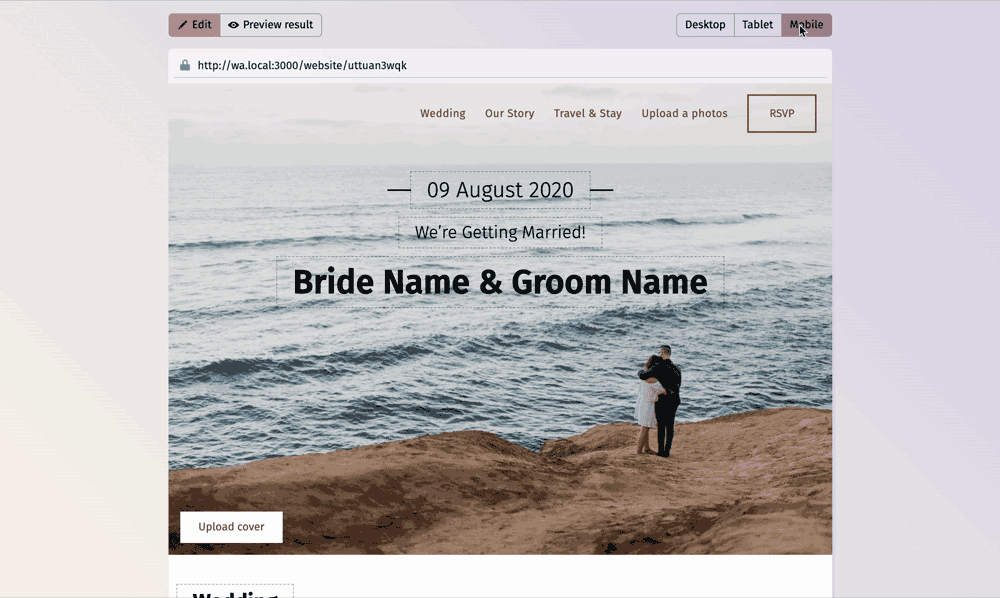 Edit Preview result Desktop Tablet Mobile
http://wa.local:3000/website/uttuan3wqk
Wedding Our Story Travel & Stay Upload a photos RSVP
09 August 2020
We're Getting Married!
Bride Name & Groom Name
Upload cover
Wedding